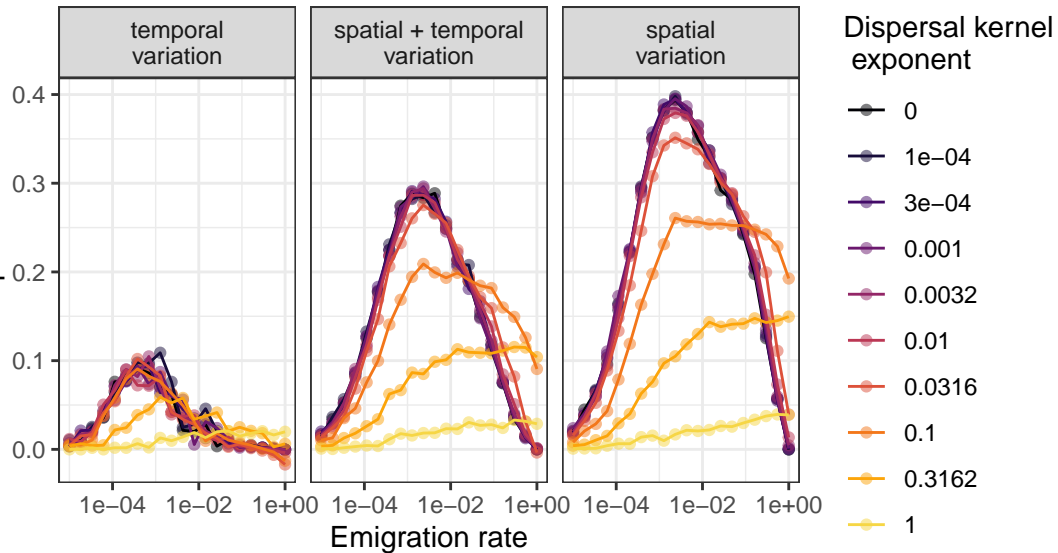 temporal
variation
spatial + temporal
variation
spatial
variation
0.4
0.3
0.2
0.1
0.0
1e−04 1e−02 1e+00
1e−04 1e−02 1e+00
1e−04 1e−02 1e+00
Emigration rate
Dispersal kernel
exponent
0
1e−04
3e−04
0.001
0.0032
0.01
0.0316
0.1
0.3162
1